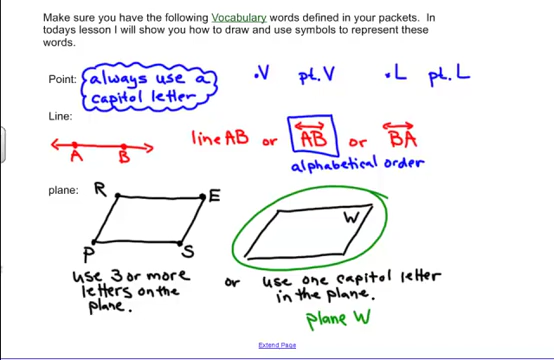 Make sure you have the following Vocabulary words defined in your packets. In
todays lesson I will show you how to draw and use symbols to represent these
words.
Point: always use a capitol letter .V pt. V .L pt. L
Line:
A B line AB or AB or BA
alphabetical order
plane: R E W
P S
use 3 or more letters on the plane. or use one capitol letter in the plane.
plane W
Extend Page